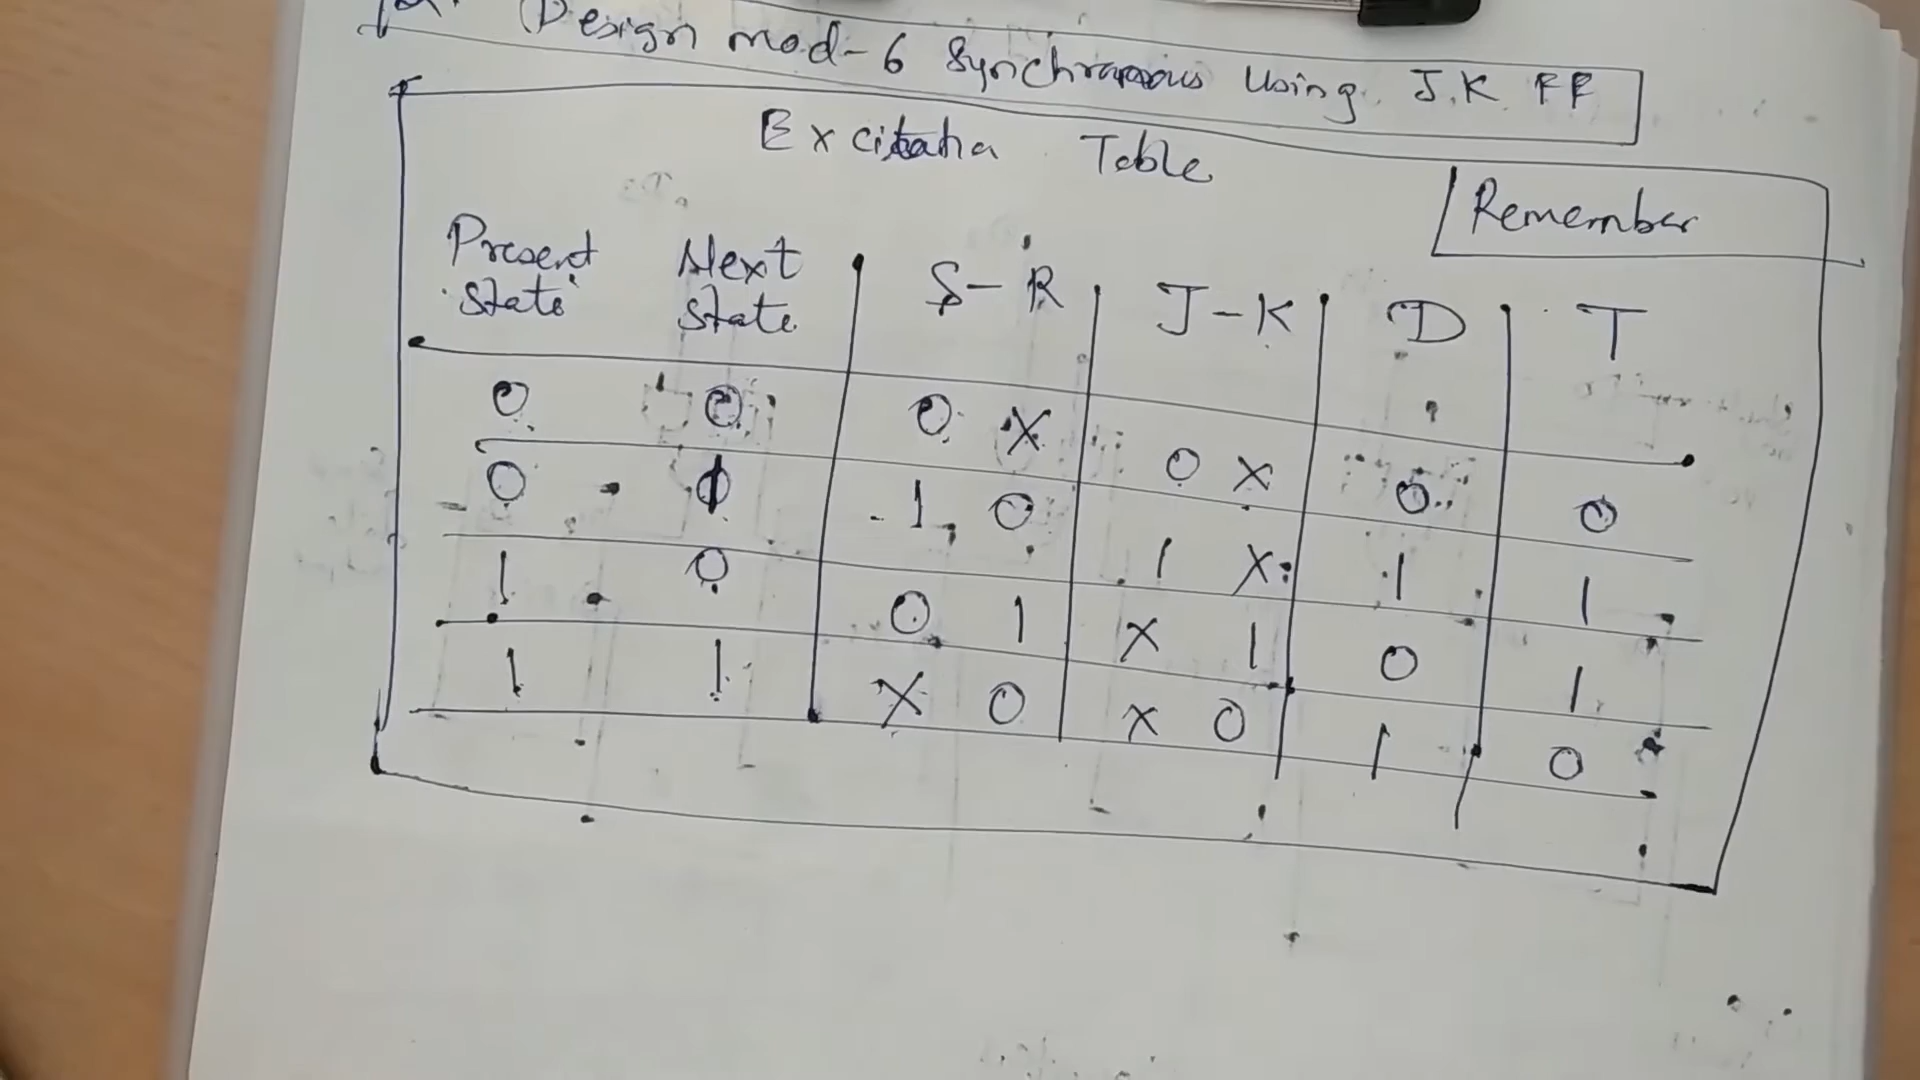 Design mod-6 Synchronous Using J.K FF
Excitation Table
Remember
Present state Next state S-R J-K D T
0 0 0 X 0 X 0 0
0 1 1 0 1 X 1 1
1 0 0 1 X 1 0 1
1 1 X 0 X 0 1 0